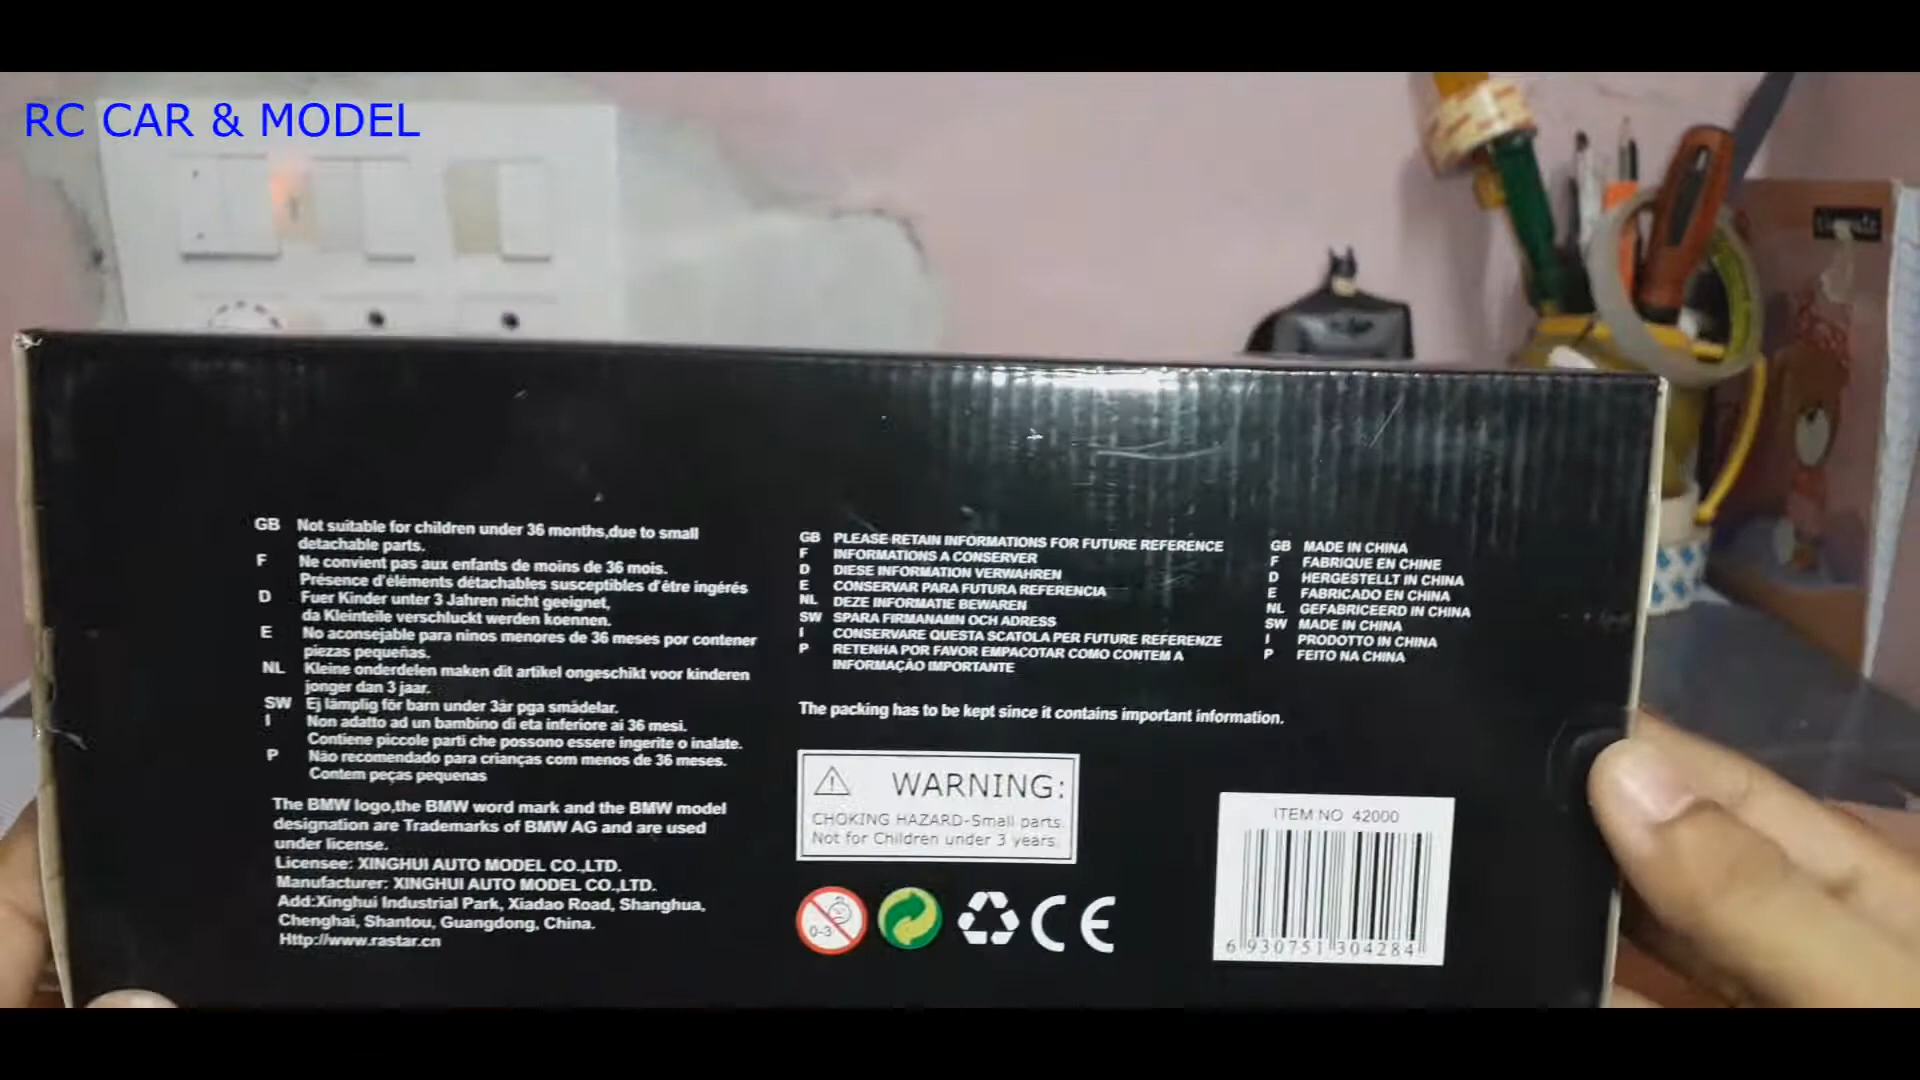 RC CAR & MODEL
GB Not suitable for children under 36 months,due to small
detachable parts.
F Ne convient pas aux enfants de moins de 36 mois.
Présence d'éléments détachables susceptibles d'être ingérés
D Fuer Kinder unter 3 Jahren nicht geeignet,
da Kleinteile verschluckt werden koennen.
E No aconsejable para ninos menores de 36 meses por contener
piezas pequeñas.
NL Kleine onderdelen maken dit artikel ongeschikt voor kinderen
jonger dan 3 jaar.
SW Ej lämplig för barn under 3år pga smådelar.
I Non adatto ad un bambino di eta inferiore ai 36 mesi.
Contiene piccole parti che possono essere ingerite o inalate.
P Não recomendado para crianças com menos de 36 meses.
Contem peças pequenas
The BMW logo,the BMW word mark and the BMW model
designation are Trademarks of BMW AG and are used
under license.
Licensee: XINGHUI AUTO MODEL CO.,LTD.
Manufacturer: XINGHUI AUTO MODEL CO.,LTD.
Add:Xinghui Industrial Park, Xiadao Road, Shanghua,
Chenghai, Shantou, Guangdong, China.
Http://www.rastar.cn
GB PLEASE RETAIN INFORMATIONS FOR FUTURE REFERENCE
F INFORMATIONS A CONSERVER
D DIESE INFORMATION VERWAHREN
E CONSERVAR PARA FUTURA REFERENCIA
NL DEZE INFORMATIE BEWAREN
SW SPARA FIRMANAMN OCH ADRESS
I CONSERVARE QUESTA SCATOLA PER FUTURE REFERENZE
P RETENHA POR FAVOR EMPACOTAR COMO CONTEM A
INFORMAÇÃO IMPORTANTE
The packing has to be kept since it contains important information.
WARNING:
CHOKING HAZARD-Small parts.
Not for Children under 3 years.
0-3
CE
GB MADE IN CHINA
F FABRIQUE EN CHINE
D HERGESTELLT IN CHINA
E FABRICADO EN CHINA
NL GEFABRICEERD IN CHINA
SW MADE IN CHINA
I PRODOTTO IN CHINA
P FEITO NA CHINA
ITEM NO 42000
6 930751 304284